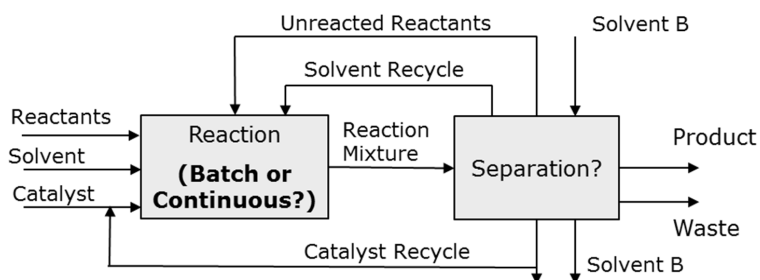 Unreacted Reactants
Solvent B
Solvent Recycle
Reactants
Reaction
Reaction
Mixture
Product
Solvent
(Batch or
Continuous?)
Separation?
Catalyst
Waste
Catalyst Recycle
Solvent B